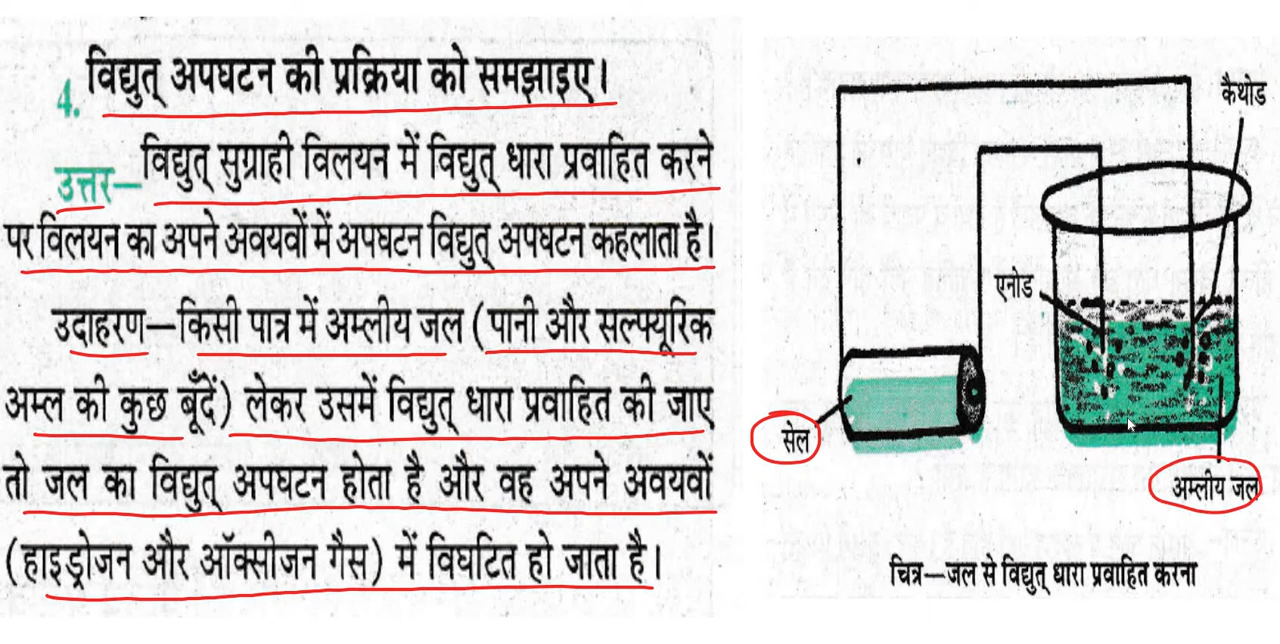 4. विद्युत् अपघटन की प्रक्रिया को समझाइए।
उत्तर—विद्युत् सुग्राही विलयन में विद्युत् धारा प्रवाहित करने
पर विलयन का अपने अवयवों में अपघटन विद्युत् अपघटन कहलाता है।
उदाहरण—किसी पात्र में अम्लीय जल (पानी और सल्फ्यूरिक
अम्ल की कुछ बूँदें) लेकर उसमें विद्युत् धारा प्रवाहित की जाए
तो जल का विद्युत् अपघटन होता है और वह अपने अवयवों
(हाइड्रोजन और ऑक्सीजन गैस) में विघटित हो जाता है।
कैथोड
एनोड
सेल
अम्लीय जल
चित्र—जल से विद्युत् धारा प्रवाहित करना